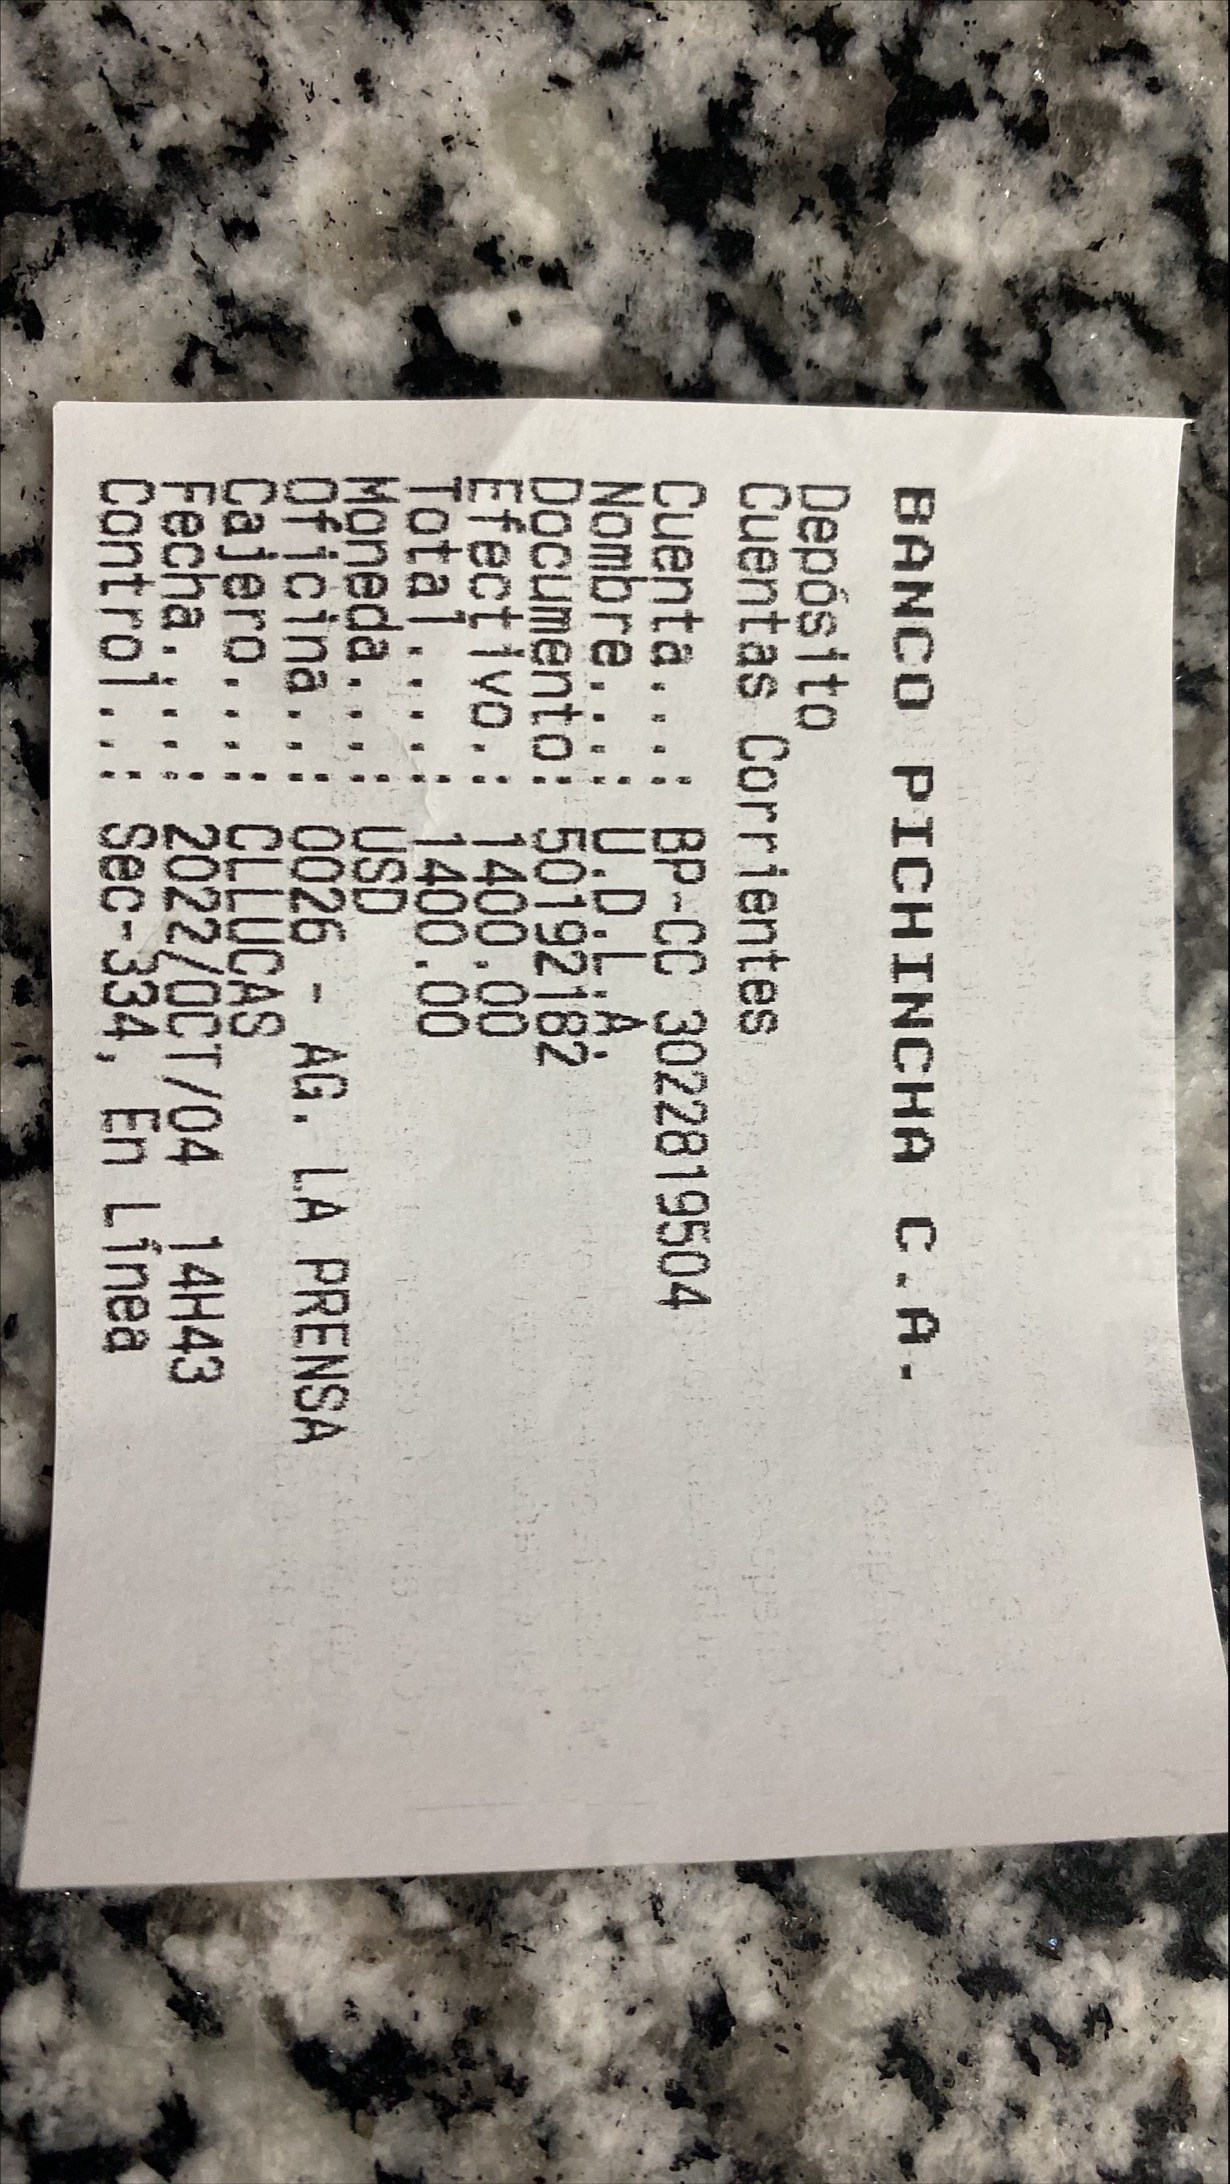 BANCO PICHINCHA C.A.
Depósito
Cuentas Corrientes
Cuenta....: BP-CC 3022819504
Nombre....: U.D.L.A.
Documento: 50192182
Efectivo.: 1400.00
Total.....: 1400.00
Moneda....: USD
Oficina...: 0026 - AG. LA PRENSA
Cajero....: CLLUCAS
Fecha.....: 2022/OCT/04 14H43
Control...: Sec-334, En Línea